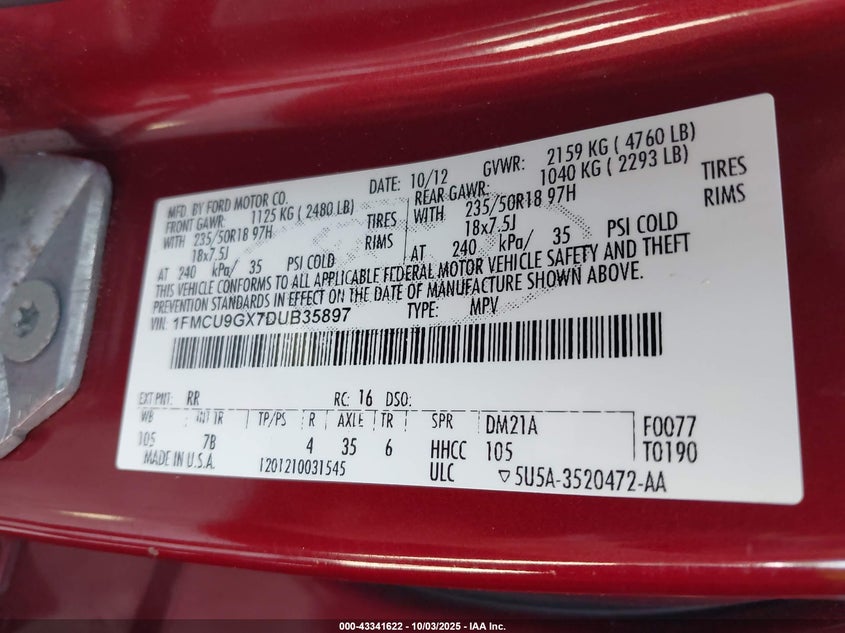 MFD. BY FORD MOTOR CO. DATE: 10/12 GVWR: 2159 KG ( 4760 LB)
FRONT GAWR: 1125 KG ( 2480 LB) REAR GAWR: 1040 KG ( 2293 LB)
WITH 235/50R18 97H TIRES WITH 235/50R18 97H TIRES
18x7.5J RIMS 18x7.5J RIMS
AT 240 kPa/ 35 PSI COLD AT 240 kPa/ 35 PSI COLD
THIS VEHICLE CONFORMS TO ALL APPLICABLE FEDERAL MOTOR VEHICLE SAFETY AND THEFT
PREVENTION STANDARDS IN EFFECT ON THE DATE OF MANUFACTURE SHOWN ABOVE.
VIN: 1FMCU9GX7DUB35897 TYPE: MPV
EXT PNT: RR RC: 16 DSO:
WB INT TR TP/PS R AXLE TR SPR DM21A F0077
105 7B 4 35 6 HHCC 105 T0190
MADE IN U.S.A. 1201210031545 ULC ▽5U5A-3520472-AA
000-43341622 - 10/03/2025 - IAA Inc.